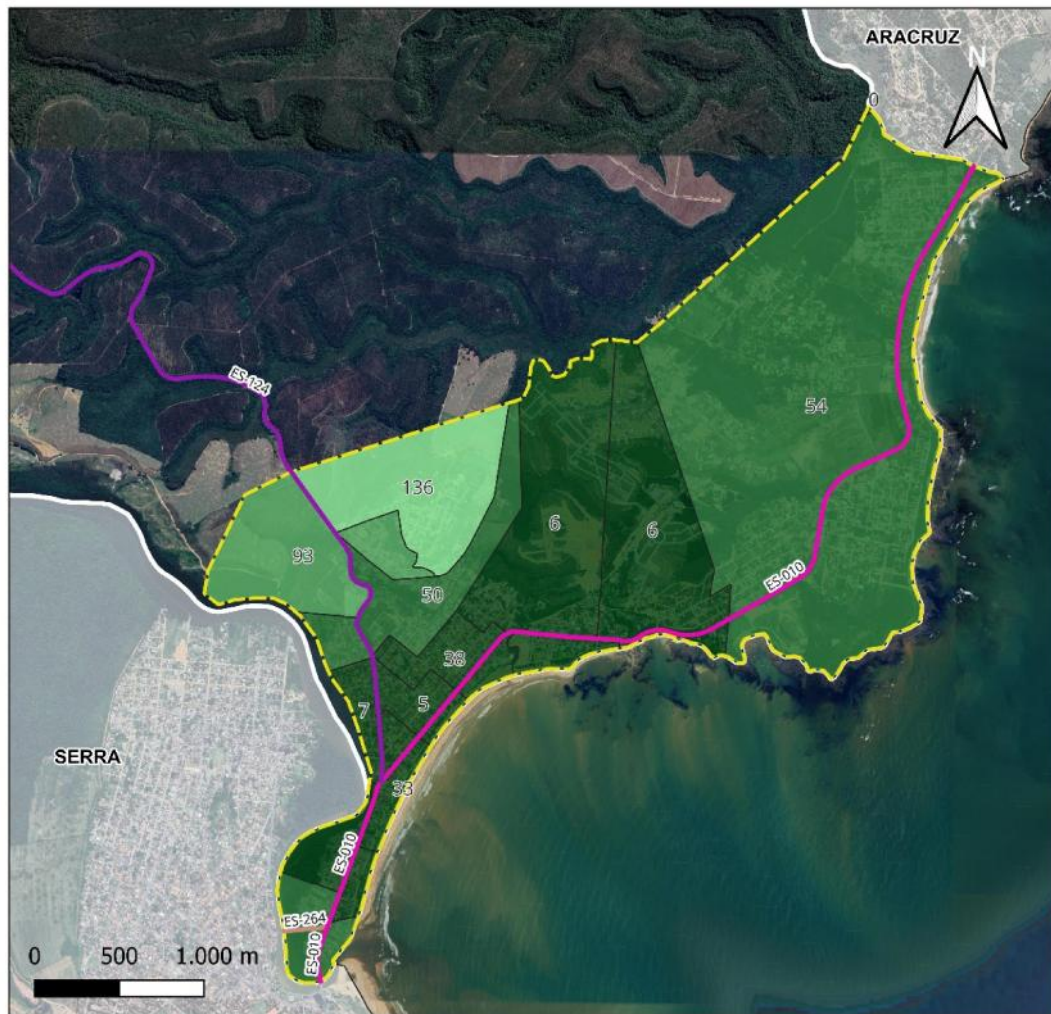 ARACRUZ
N
0
ES-124
54
136
6
6
93
ES-010
50
38
7
5
SERRA
33
ES-010
ES-264
ES-010
0 500 1.000 m